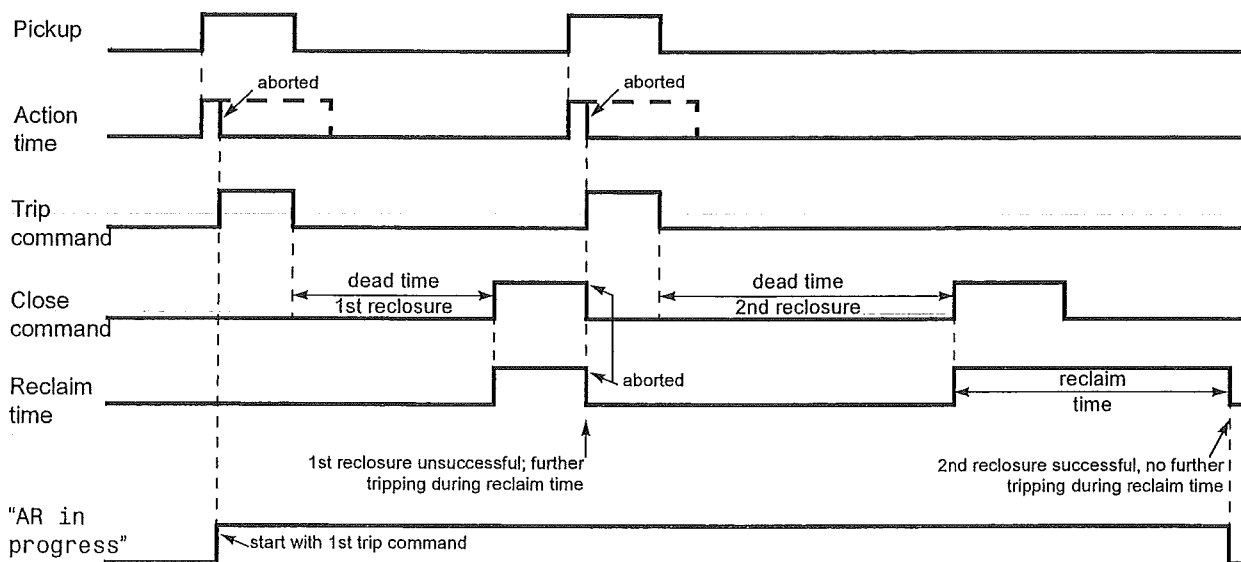 Pickup
aborted
aborted
Action
time
Trip
command
dead time
1st reclosure
dead time
2nd reclosure
Close
command
aborted
Reclaim
time
reclaim
time
1st reclosure unsuccessful; further
tripping during reclaim time
2nd reclosure successful, no further
tripping during reclaim time
"AR in
progress"
start with 1st trip command